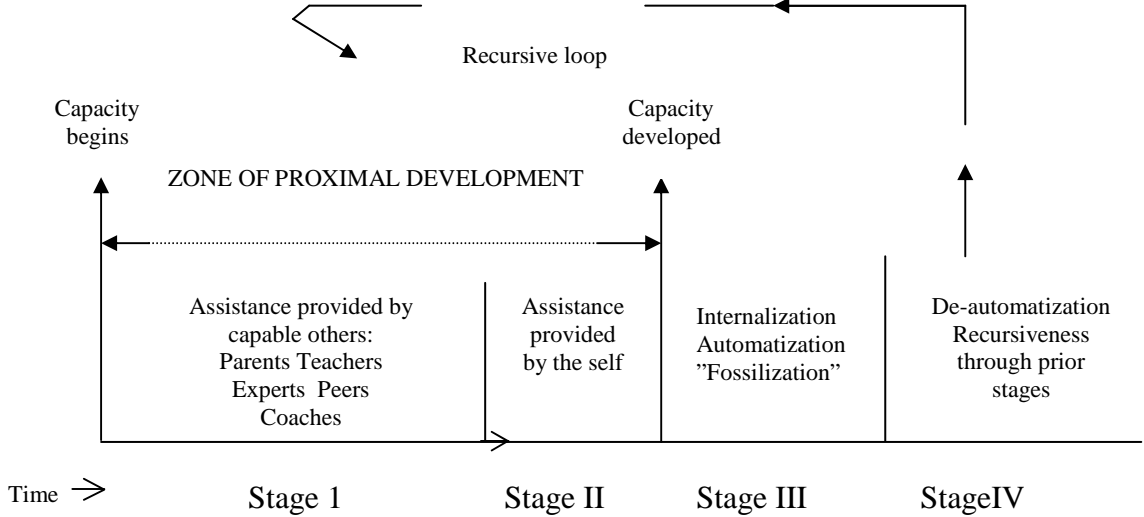 Recursive loop
Capacity
begins
Capacity
developed
ZONE OF PROXIMAL DEVELOPMENT
Assistance provided by
capable others:
Parents Teachers
Experts  Peers
Coaches
Assistance
provided
by the self
Internalization
Automatization
”Fossilization”
De-automatization
Recursiveness
through prior
stages
Time
Stage 1
Stage II
Stage III
StageIV